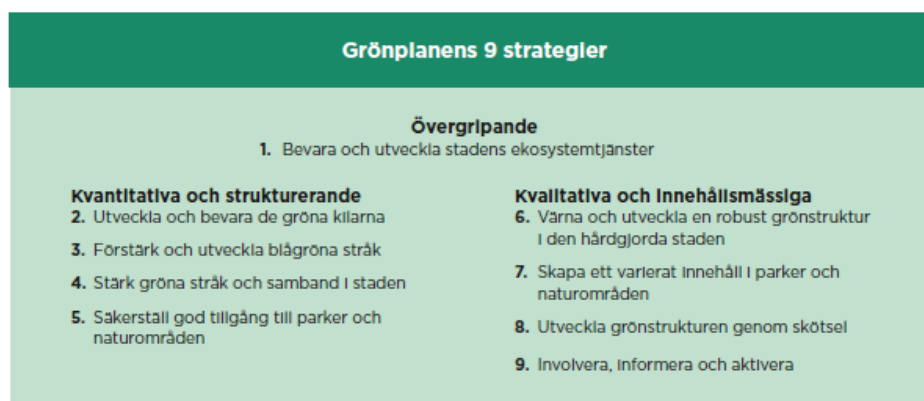 Grönplanens 9 strategler
Övergripande
1. Bevara och utveckla stadens ekosystemtjänster
Kvantitativa och strukturerande
2. Utveckla och bevara de gröna kilarna
3. Förstärk och utveckla blågröna stråk
4. Stärk gröna stråk och samband i staden
5. Säkerställ god tillgång till parker och
naturområden
Kvalitativa och innehållsmässiga
6. Värna och utveckla en robust grönstruktur
i den hårdgjorda staden
7. Skapa ett varierat innehåll i parker och
naturområden
8. Utveckla grönstrukturen genom skötsel
9. Involvera, informera och aktivera